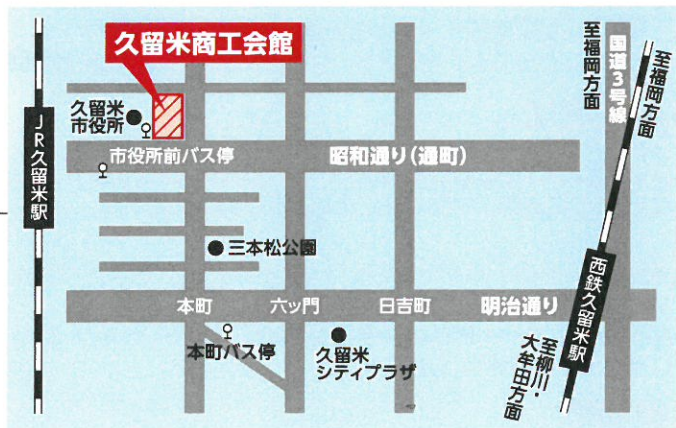 久留米商工会館
至福岡方面
国道3号線
至福岡方面
久留米
市役所
JR久留米駅
市役所前バス停
昭和通り(通町)
三本松公園
本町
六ッ門
日吉町
明治通り
西鉄久留米駅
本町バス停
久留米
シティプラザ
至柳川・
大牟田方面